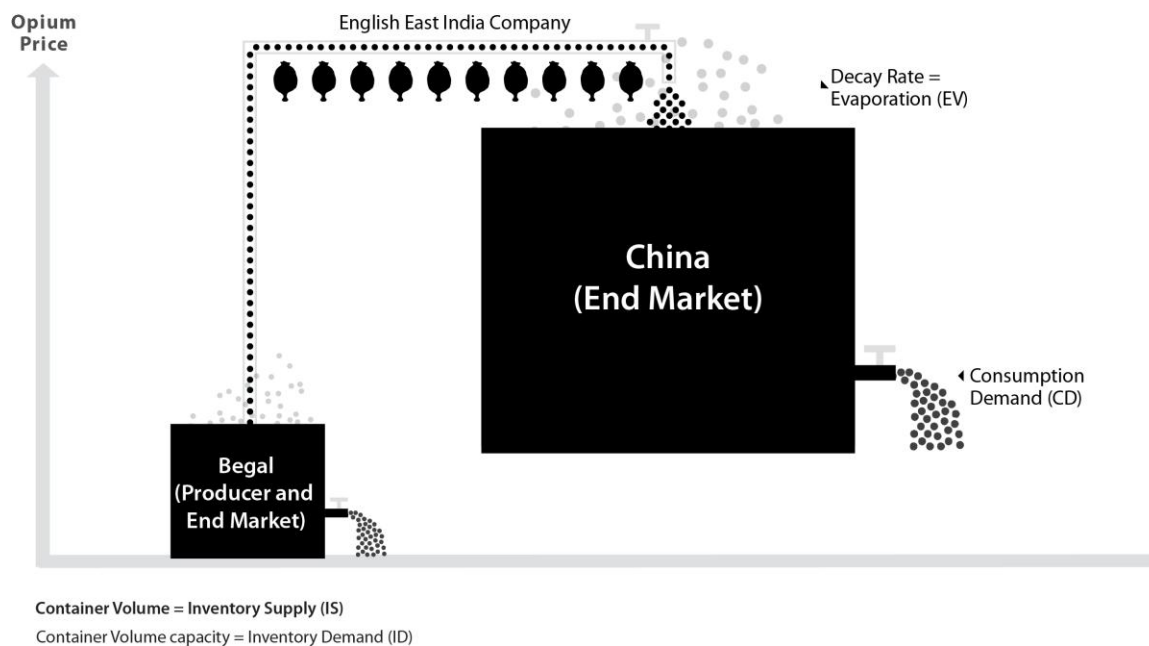 Opium
Price
English East India Company
Decay Rate =
Evaporation (EV)
China
(End Market)
Consumption
Demand (CD)
Begal
(Producer and
End Market)
Container Volume = Inventory Supply (IS)
Container Volume capacity = Inventory Demand (ID)